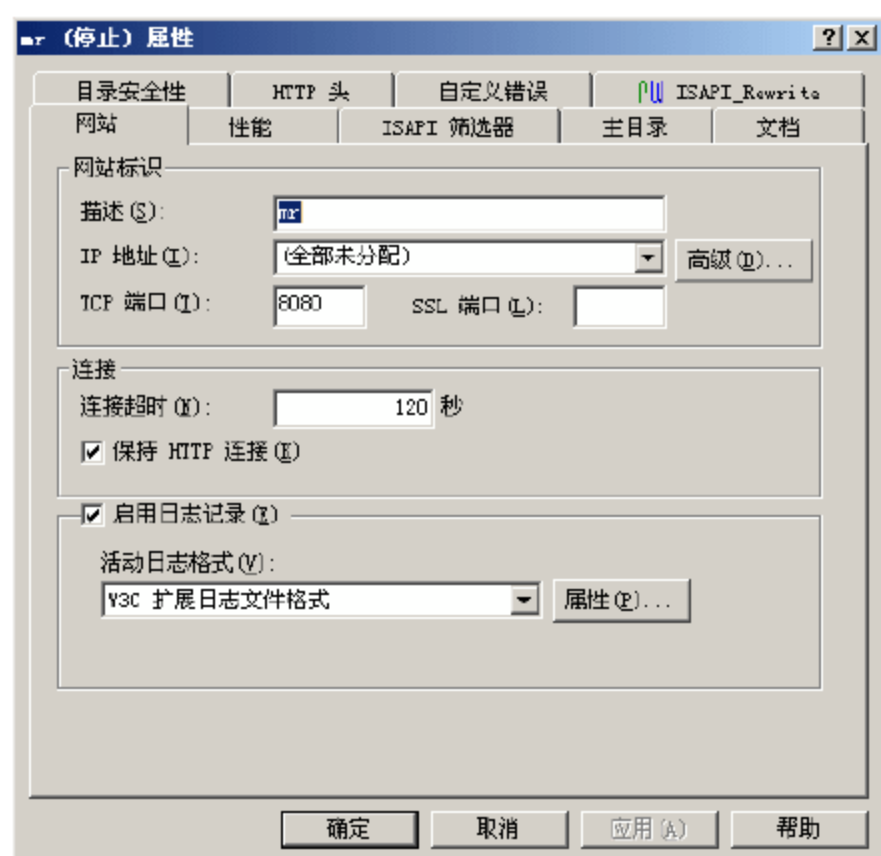 mr (停止) 属性
目录安全性 HTTP 头 自定义错误 ISAPI_Rewrite
网站 性能 ISAPI 筛选器 主目录 文档
网站标识
描述(S): mr
IP 地址(I): (全部未分配) 高级(D)...
TCP 端口(T): 8080 SSL 端口(L):
连接
连接超时(N): 120 秒
保持 HTTP 连接(K)
启用日志记录(E)
活动日志格式(V):
W3C 扩展日志文件格式 属性(P)...
确定 取消 应用(A) 帮助